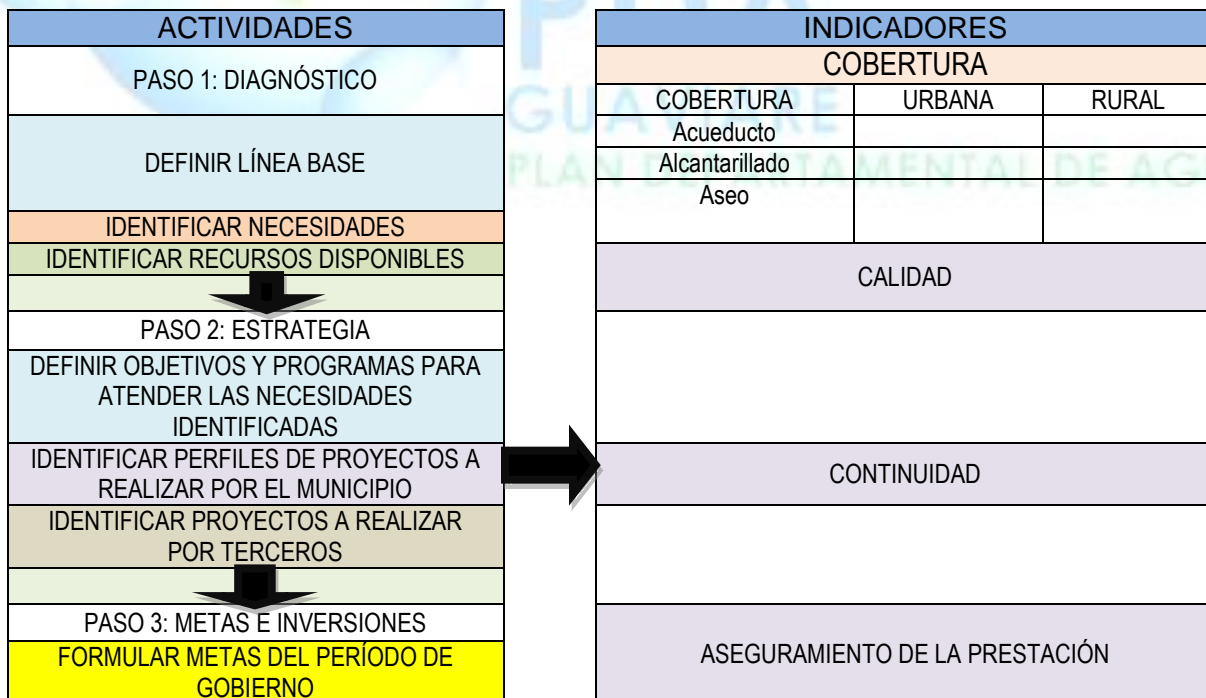 ACTIVIDADES
PASO 1: DIAGNÓSTICO
DEFINIR LÍNEA BASE
IDENTIFICAR NECESIDADES
IDENTIFICAR RECURSOS DISPONIBLES
PASO 2: ESTRATEGIA
DEFINIR OBJETIVOS Y PROGRAMAS PARA
ATENDER LAS NECESIDADES
IDENTIFICADAS
IDENTIFICAR PERFILES DE PROYECTOS A
REALIZAR POR EL MUNICIPIO
IDENTIFICAR PROYECTOS A REALIZAR
POR TERCEROS
PASO 3: METAS E INVERSIONES
FORMULAR METAS DEL PERÍODO DE
GOBIERNO
INDICADORES
COBERTURA
COBERTURA URBANA RURAL
Acueducto
Alcantarillado
Aseo
CALIDAD
CONTINUIDAD
ASEGURAMIENTO DE LA PRESTACIÓN
GUAVIARE
PLAN DEPARTAMENTAL DE